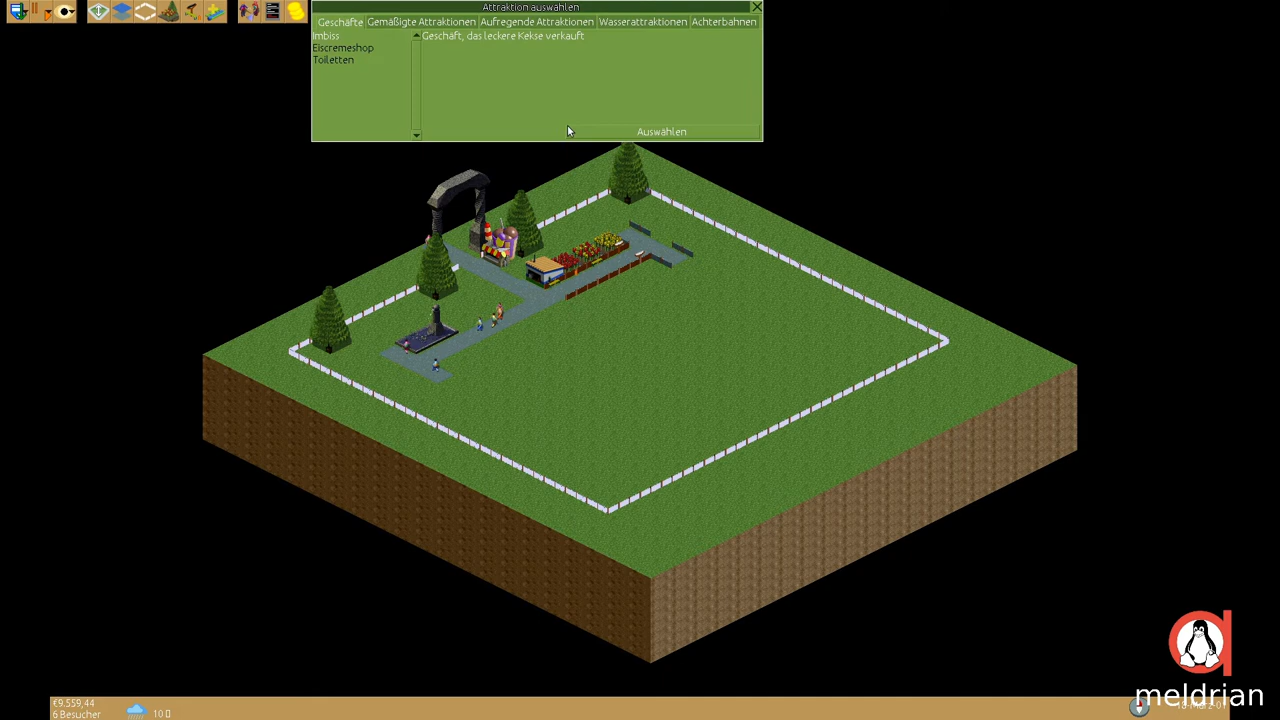 Attraktion auswählen
Geschäfte Gemäßigte Attraktionen Aufregende Attraktionen Wasserattraktionen Achterbahnen
Imbiss
Geschäft, das leckere Kekse verkauft
Eiscremeshop
Toiletten
Auswählen
€9.559,44
6 Besucher
10
meldrian